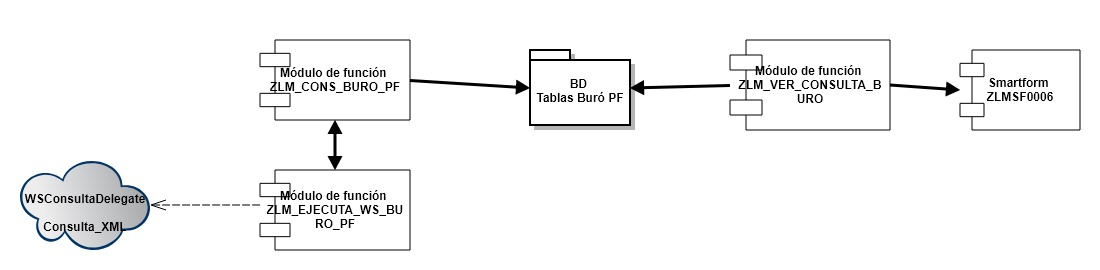 Módulo de función
ZLM_CONS_BURO_PF
BD
Tablas Buró PF
Módulo de función
ZLM_VER_CONSULTA_B
URO
Smartform
ZLMSF0006
WSConsultaDelegate
Consulta_XML
Módulo de función
ZLM_EJECUTA_WS_BU
RO_PF